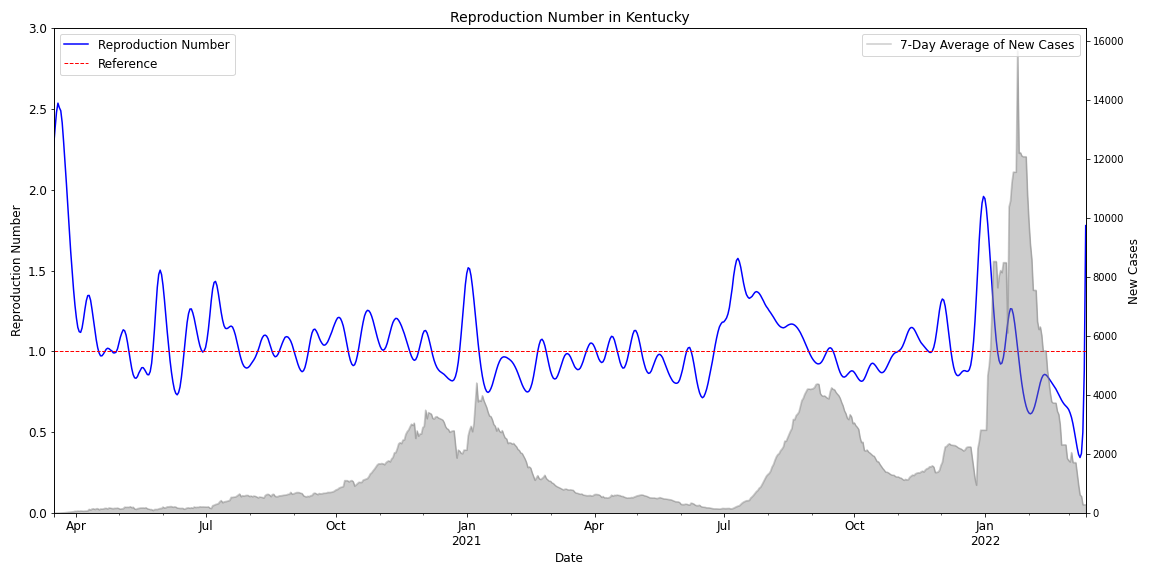 Reproduction Number in Kentucky
Reproduction Number
Reference
7-Day Average of New Cases
3.0
2.5
2.0
1.5
1.0
0.5
0.0
Reproduction Number
16000
14000
12000
10000
8000
6000
4000
2000
0
New Cases
Apr
Jul
Oct
Jan
2021
Apr
Jul
Oct
Jan
2022
Date